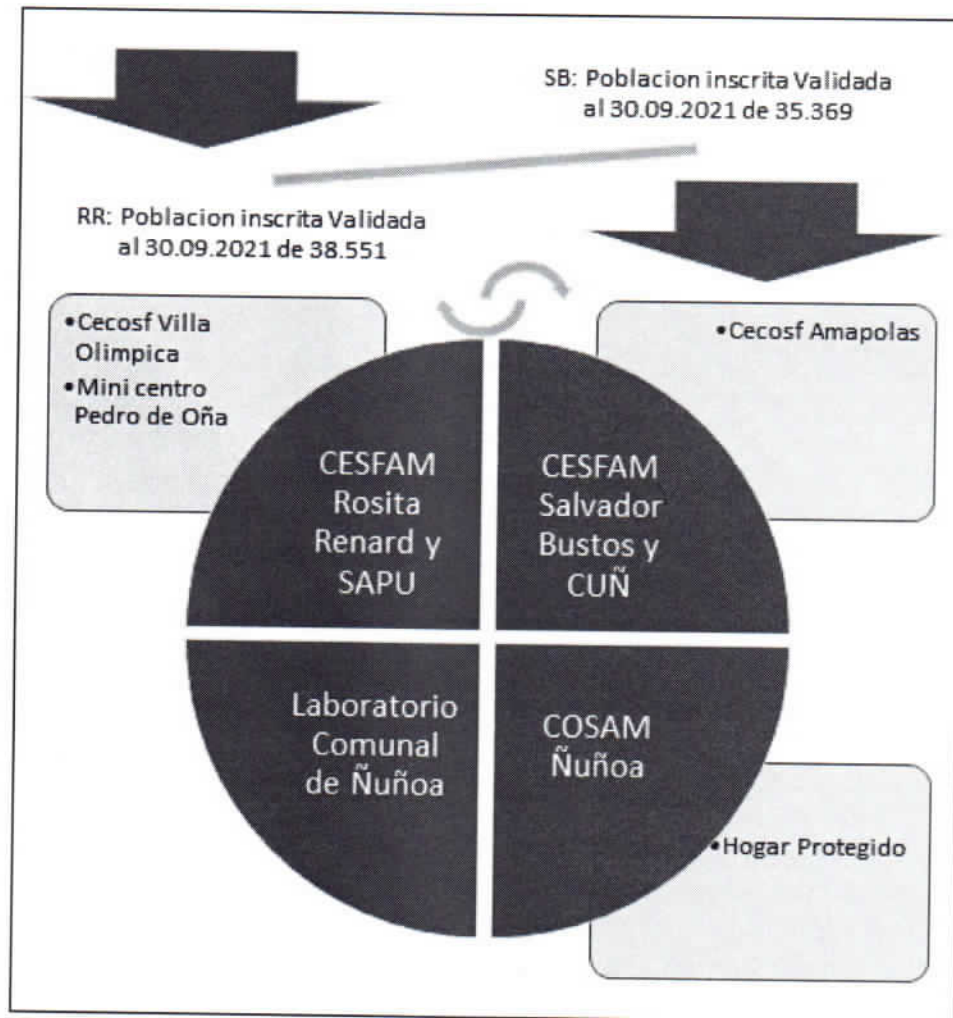 SB: Poblacion inscrita Validada
al 30.09.2021 de 35.369
RR: Poblacion inscrita Validada
al 30.09.2021 de 38.551
•Cecosf Villa
Olimpica
•Mini centro
Pedro de Oña
•Cecosf Amapolas
CESFAM
Rosita
Renard y
SAPU
CESFAM
Salvador
Bustos y
CUÑ
Laboratorio
Comunal
de Ñuñoa
COSAM
Ñuñoa
•Hogar Protegido